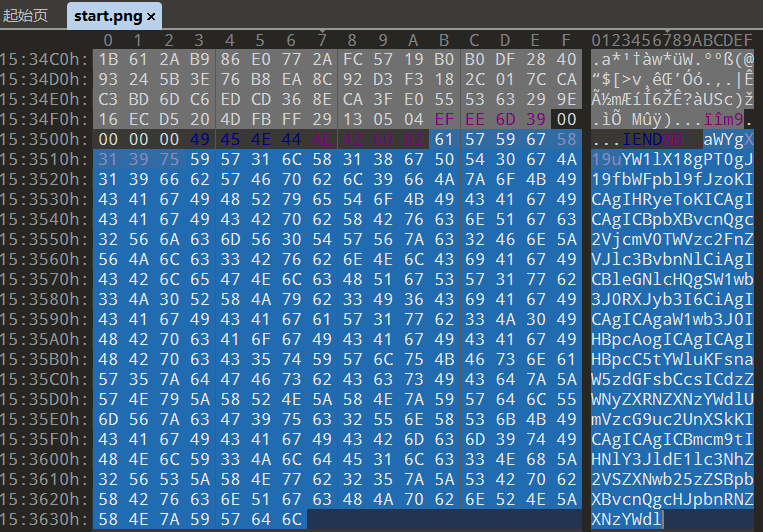 起始页 start.png ×
0 1 2 3 4 5 6 7 8 9 A B C D E F 0123456789ABCDEF
15:34C0h: 1B 61 2A B9 86 E0 77 2A FC 57 19 B0 B0 DF 28 40 .a*¹†àw*üW.°°ß(@
15:34D0h: 93 24 5B 3E 76 B8 EA 8C 92 D3 F3 18 2C 01 7C CA “$[>v¸êŒ’Óó.,.|Ê
15:34E0h: C3 BD 6D C6 ED CD 36 8E CA 3F E0 55 53 63 29 9E Ã½mÆíÍ6ŽÊ?àUSc)ž
15:34F0h: 16 EC D5 20 4D FB FF 29 13 05 04 EF EE 6D 39 00 .ìÕ Mûÿ)...ïîm9.
15:3500h: 00 00 00 49 45 4E 44 AE 42 60 82 61 57 59 67 58 ...IEND®B`‚aWYgX
15:3510h: 31 39 75 59 57 31 6C 58 31 38 67 50 54 30 67 4A 19uYW1lX18gPT0gJ
15:3520h: 31 39 66 62 57 46 70 62 6C 39 66 4A 7A 6F 4B 49 19fbWFpbl9fJzoKI
15:3530h: 43 41 67 49 48 52 79 65 54 6F 4B 49 43 41 67 49 CAgIHRyeToKICAgI
15:3540h: 43 41 67 49 43 42 70 62 58 42 76 63 6E 51 67 63 CAgICBpbXBvcnQgc
15:3550h: 32 56 6A 63 6D 56 30 54 57 56 7A 63 32 46 6E 5A 2VjcmV0TWVzc2FnZ
15:3560h: 56 4A 6C 63 33 42 76 62 6E 4E 6C 43 69 41 67 49 VJlc3BvbnNlCiAgI
15:3570h: 43 42 6C 65 47 4E 6C 63 48 51 67 53 57 31 77 62 CBleGNlcHQgSW1wb
15:3580h: 33 4A 30 52 58 4A 79 62 33 49 36 43 69 41 67 49 3J0RXJyb3I6CiAgI
15:3590h: 43 41 67 49 43 41 67 61 57 31 77 62 33 4A 30 49 CAgICAgaW1wb3J0I
15:35A0h: 48 42 70 63 41 6F 67 49 43 41 67 49 43 41 67 49 HBpcAogICAgICAgI
15:35B0h: 48 42 70 63 43 35 74 59 57 6C 75 4B 46 73 6E 61 HBpcC5tYWluKFsna
15:35C0h: 57 35 7A 64 47 46 73 62 43 63 73 49 43 64 7A 5A W5zdGFsbCcsICdzZ
15:35D0h: 57 4E 79 5A 58 52 4E 5A 58 4E 7A 59 57 64 6C 55 WNyZXRNZXNzYWdlU
15:35E0h: 6D 56 7A 63 47 39 75 63 32 55 6E 58 53 6B 4B 49 mVzcG9uc2UnXSkKI
15:35F0h: 43 41 67 49 43 41 67 49 43 42 6D 63 6D 39 74 49 CAgICAgICBmcm9tI
15:3600h: 48 4E 6C 59 33 4A 6C 64 45 31 6C 63 33 4E 68 5A HNlY3JldE1lc3NhZ
15:3610h: 32 56 53 5A 58 4E 77 62 32 35 7A 5A 53 42 70 62 2VSZXNwb25zZSBpb
15:3620h: 58 42 76 63 6E 51 67 63 48 4A 70 62 6E 52 4E 5A XBvcnQgcHJpbnRNZ
15:3630h: 58 4E 7A 59 57 64 6C XNzYWdl